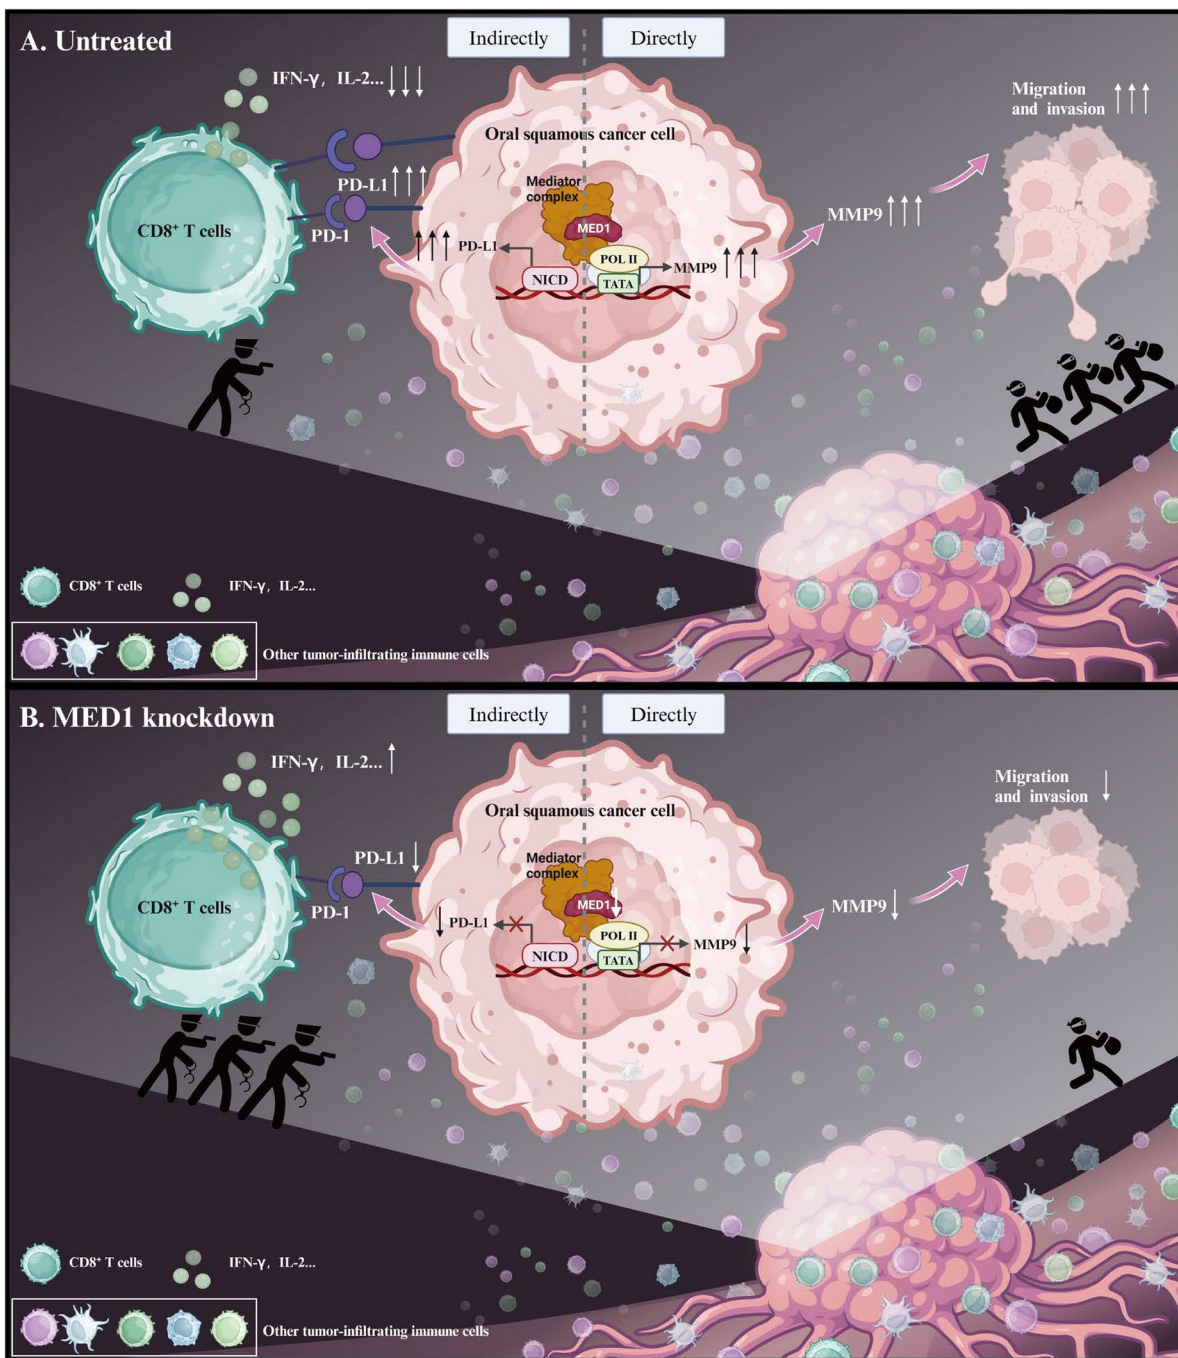 A. Untreated
Indirectly
Directly
IFN-γ, IL-2... ↓↓↓
Oral squamous cancer cell
Migration
and invasion ↑↑↑
PD-L1 ↑↑↑
PD-1
CD8⁺ T cells
Mediator
complex
MED1
↑↑↑ PD-L1
POL II
NICD
TATA
MMP9 ↑↑↑
MMP9 ↑↑↑
CD8⁺ T cells
IFN-γ, IL-2...
Other tumor-infiltrating immune cells
B. MED1 knockdown
Indirectly
Directly
IFN-γ, IL-2... ↑
Oral squamous cancer cell
Migration
and invasion ↓
PD-L1 ↓
PD-1
CD8⁺ T cells
Mediator
complex
MED1 ↓
↓ PD-L1
POL II
NICD
TATA
MMP9 ↓
MMP9 ↓
CD8⁺ T cells
IFN-γ, IL-2...
Other tumor-infiltrating immune cells